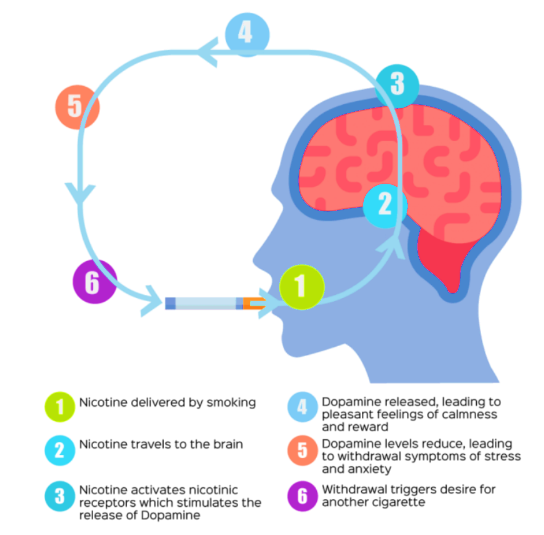 4
3
5
2
6
1
1 Nicotine delivered by smoking
2 Nicotine travels to the brain
3 Nicotine activates nicotinic
receptors which stimulates the
release of Dopamine
4 Dopamine released, leading to
pleasant feelings of calmness
and reward
5 Dopamine levels reduce, leading
to withdrawal symptoms of stress
and anxiety
6 Withdrawal triggers desire for
another cigarette